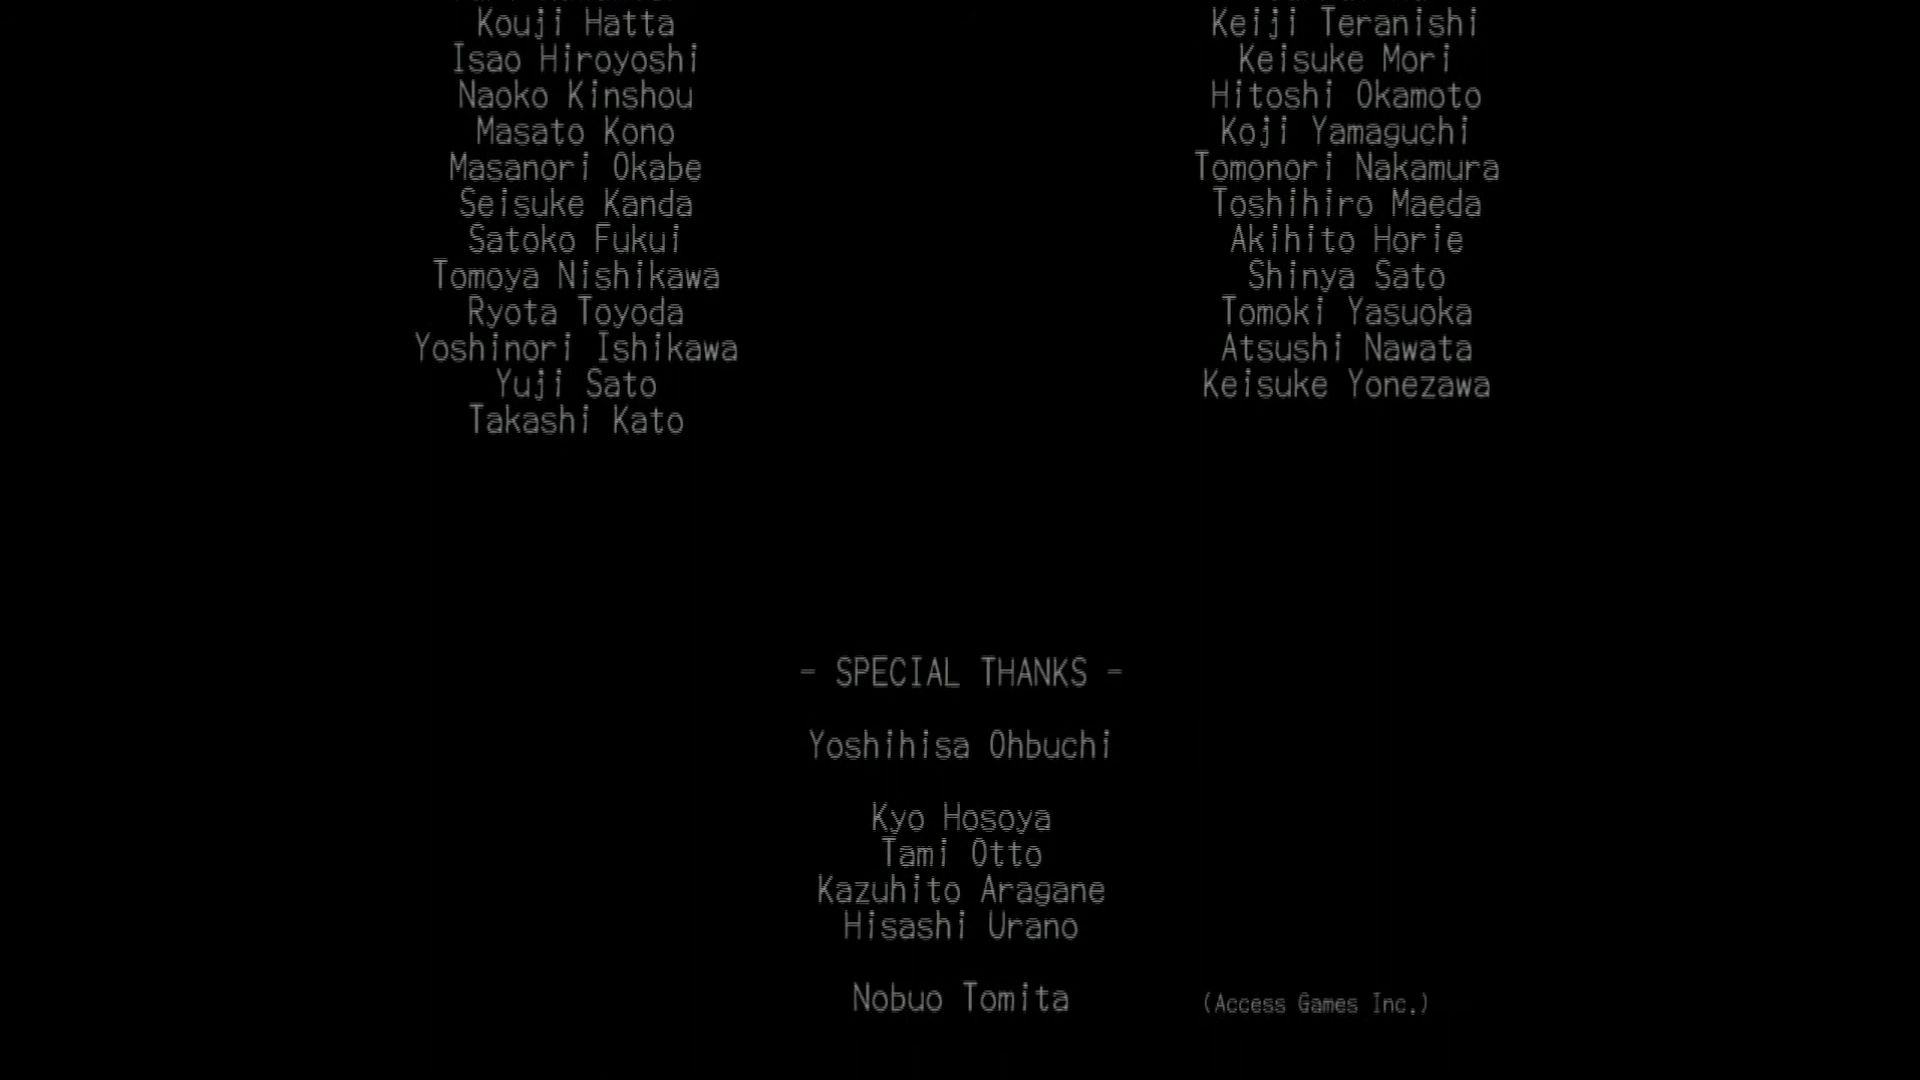 Kouji Hatta
Isao Hiroyoshi
Naoko Kinshou
Masato Kono
Masanori Okabe
Seisuke Kanda
Satoko Fukui
Tomoya Nishikawa
Ryota Toyoda
Yoshinori Ishikawa
Yuji Sato
Takashi Kato
Keiji Teranishi
Keisuke Mori
Hitoshi Okamoto
Koji Yamaguchi
Tomonori Nakamura
Toshihiro Maeda
Akihito Horie
Shinya Sato
Tomoki Yasuoka
Atsushi Nawata
Keisuke Yonezawa
- SPECIAL THANKS -
Yoshihisa Ohbuchi
Kyo Hosoya
Tami Otto
Kazuhito Aragane
Hisashi Urano
Nobuo Tomita (Access Games Inc.)